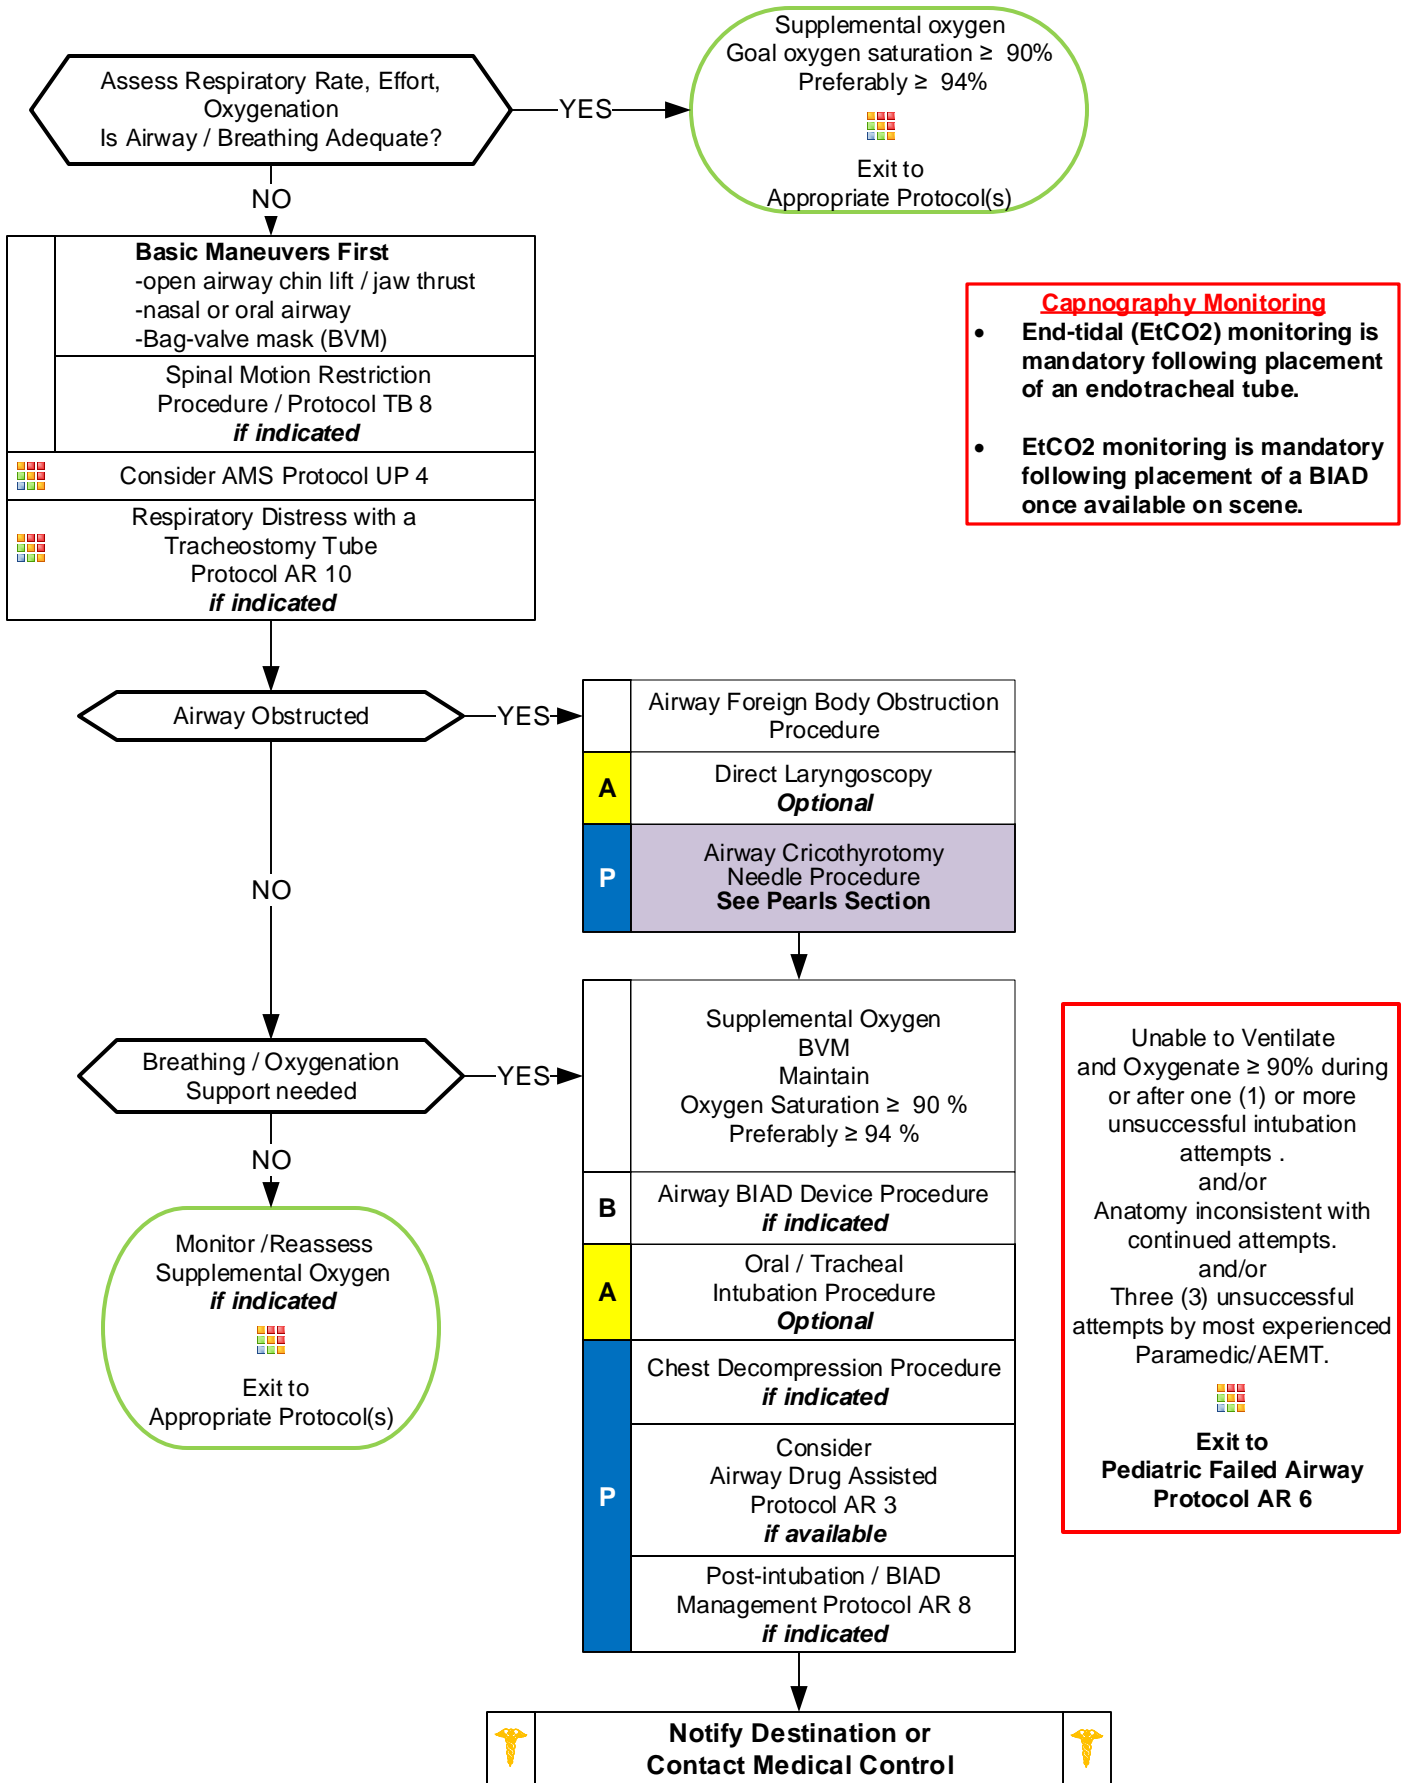 Assess Respiratory Rate, Effort,
Oxygenation
Is Airway / Breathing Adequate?
YES
Supplemental oxygen
Goal oxygen saturation ≥ 90%
Preferably ≥ 94%
Exit to
Appropriate Protocol(s)
NO
Basic Maneuvers First
-open airway chin lift / jaw thrust
-nasal or oral airway
-Bag-valve mask (BVM)
Spinal Motion Restriction
Procedure / Protocol TB 8
if indicated
Consider AMS Protocol UP 4
Respiratory Distress with a
Tracheostomy Tube
Protocol AR 10
if indicated
Capnography Monitoring
• End-tidal (EtCO2) monitoring is
mandatory following placement
of an endotracheal tube.
• EtCO2 monitoring is mandatory
following placement of a BIAD
once available on scene.
Airway Obstructed
YES
Airway Foreign Body Obstruction
Procedure
A
Direct Laryngoscopy
Optional
P
Airway Cricothyrotomy
Needle Procedure
See Pearls Section
NO
Breathing / Oxygenation
Support needed
YES
Supplemental Oxygen
BVM
Maintain
Oxygen Saturation ≥ 90 %
Preferably ≥ 94 %
B
Airway BIAD Device Procedure
if indicated
A
Oral / Tracheal
Intubation Procedure
Optional
P
Chest Decompression Procedure
if indicated
Consider
Airway Drug Assisted
Protocol AR 3
if available
Post-intubation / BIAD
Management Protocol AR 8
if indicated
NO
Monitor /Reassess
Supplemental Oxygen
if indicated
Exit to
Appropriate Protocol(s)
Unable to Ventilate
and Oxygenate ≥ 90% during
or after one (1) or more
unsuccessful intubation
attempts .
and/or
Anatomy inconsistent with
continued attempts.
and/or
Three (3) unsuccessful
attempts by most experienced
Paramedic/AEMT.
Exit to
Pediatric Failed Airway
Protocol AR 6
Notify Destination or
Contact Medical Control